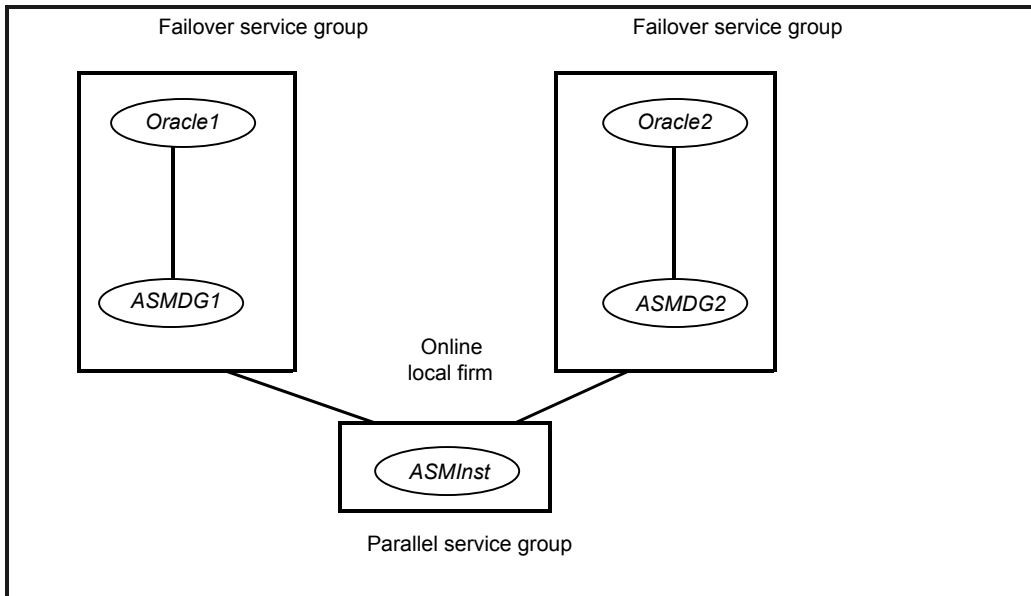 Failover service group
Failover service group
Oracle1
Oracle2
ASMDG1
ASMDG2
Online
local firm
ASMInst
Parallel service group